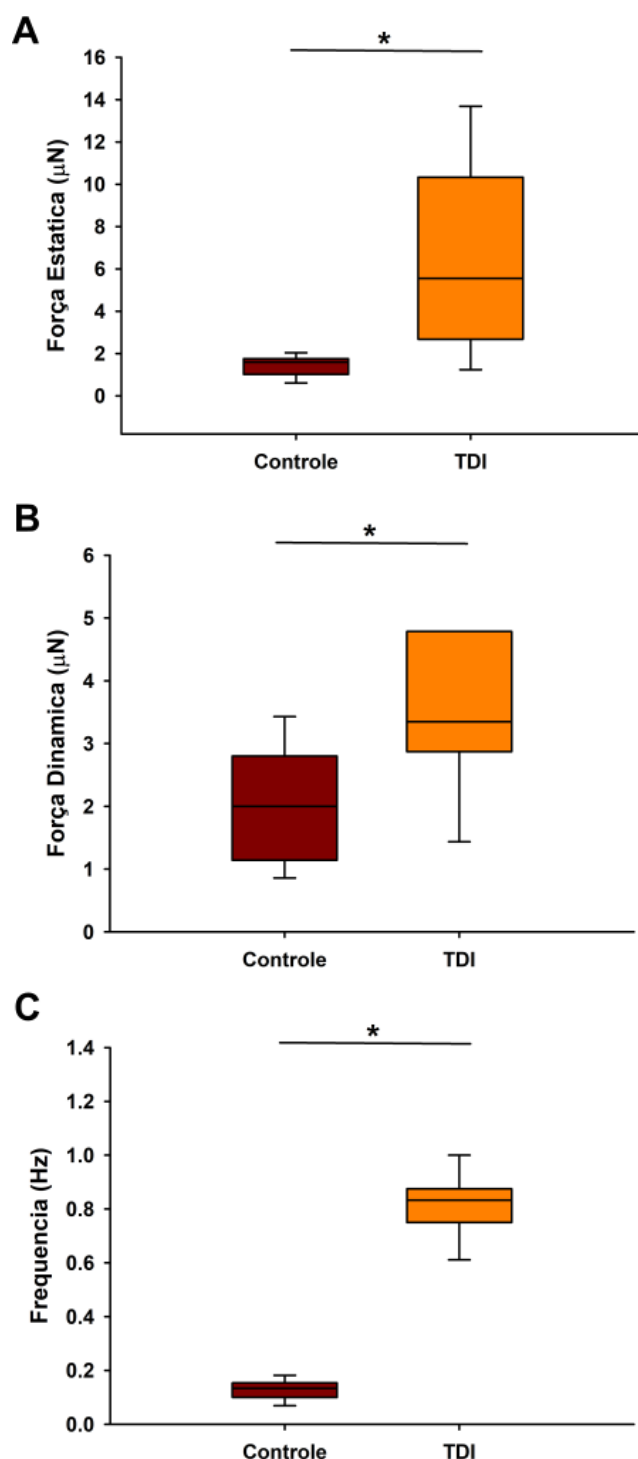 A
*
Força Estatica (μN)
16
14
12
10
8
6
4
2
0
Controle
TDI
B
*
Força Dinamica (μN)
6
5
4
3
2
1
0
Controle
TDI
C
*
Frequencia (Hz)
1.4
1.2
1.0
0.8
0.6
0.4
0.2
0.0
Controle
TDI